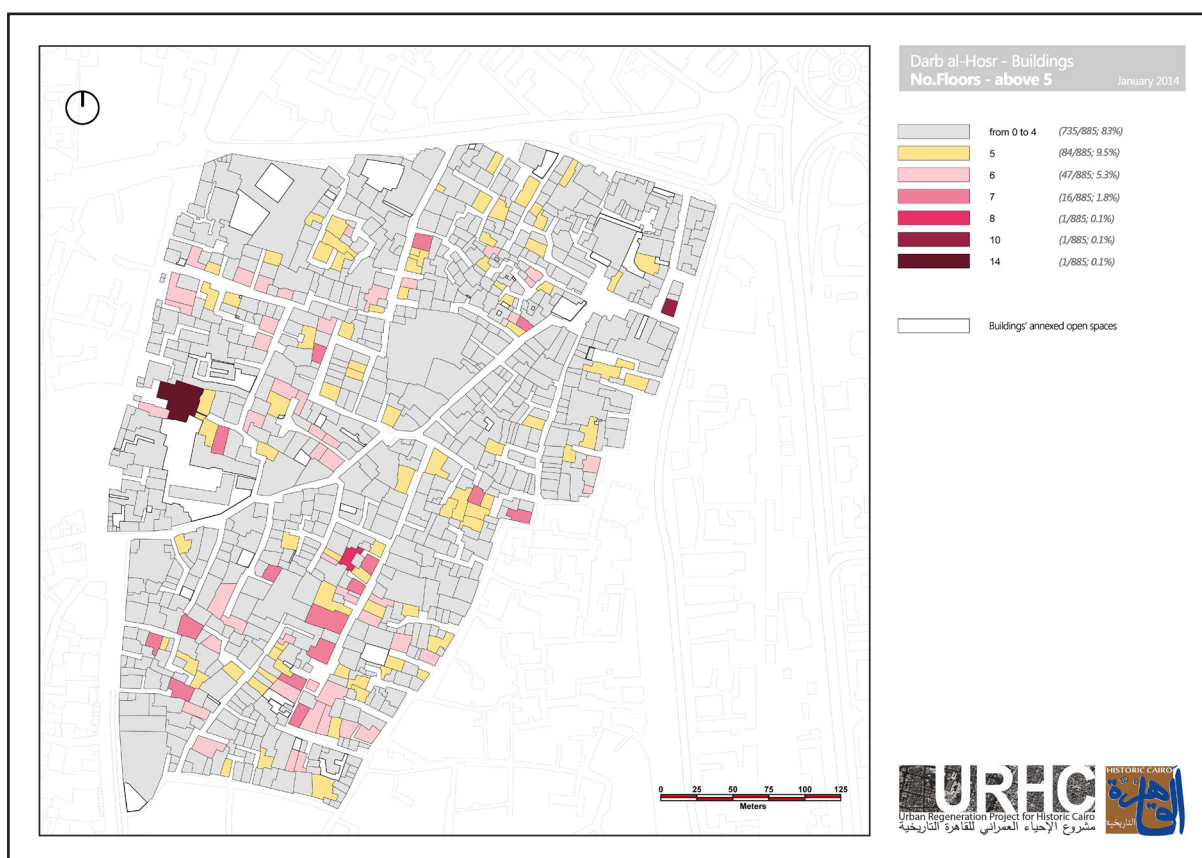 Darb al-Hosr - Buildings
No.Floors - above 5 January 2014
from 0 to 4 (735/885; 83%)
5 (84/885; 9.5%)
6 (47/885; 5.3%)
7 (16/885; 1.8%)
8 (1/885; 0.1%)
10 (1/885; 0.1%)
14 (1/885; 0.1%)
Buildings' annexed open spaces
0 25 50 75 100 125
Meters
URHC
Urban Regeneration Project for Historic Cairo
مشروع الإحياء العمراني للقاهرة التاريخية
HISTORIC CAIRO
القاهرة
التاريخية